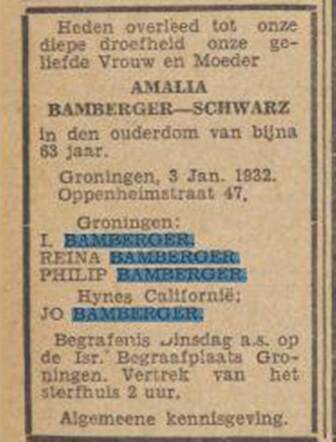 Heden overleed tot onze
diepe droefheid onze ge-
liefde Vrouw en Moeder
AMALIA
BAMBERGER—SCHWARZ
in den ouderdom van bijna
63 jaar.
Groningen, 3 Jan. 1932.
Oppenheimstraat 47.
Groningen:
I. BAMBERGER.
REINA BAMBERGER.
PHILIP BAMBERGER.
Hynes Californië:
JO BAMBERGER.
Begrafenis Dinsdag a.s. op
de Isr. Begraafplaats Gro-
ningen. Vertrek van het
sterfhuis 2 uur.
Algemeene kennisgeving.